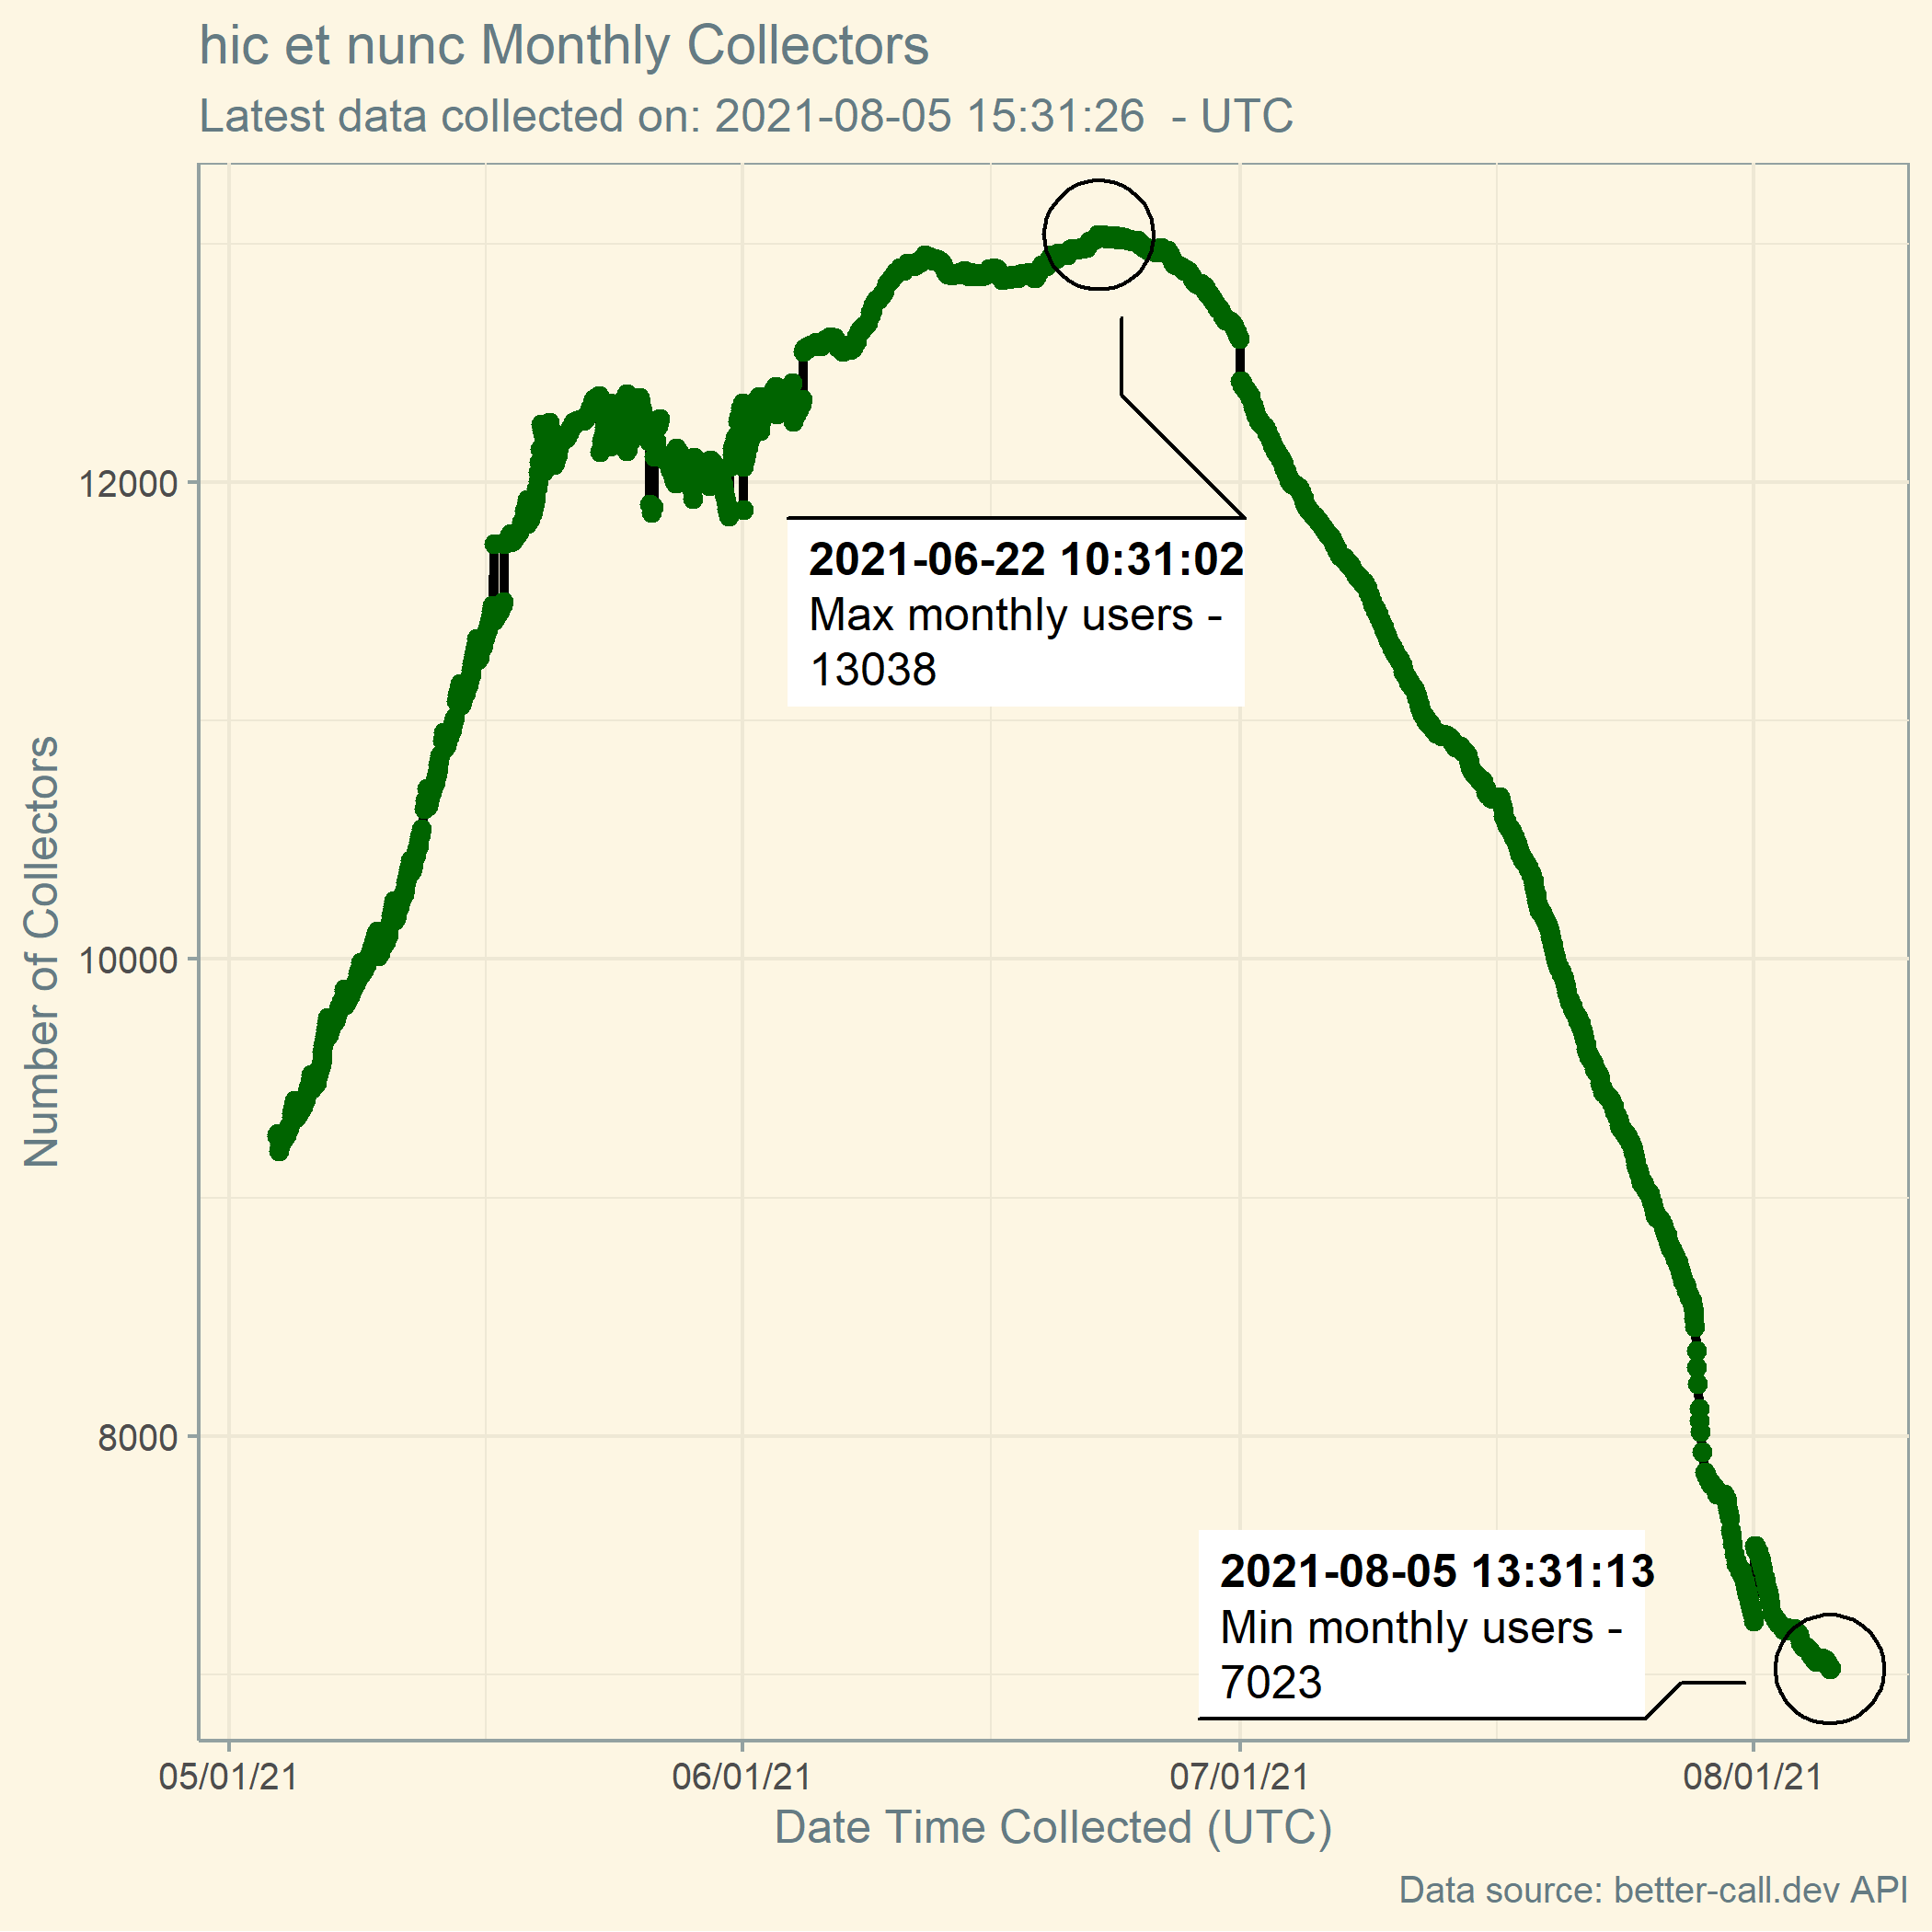 hic et nunc Monthly Collectors
Latest data collected on: 2021-08-05 15:31:26  - UTC
Number of Collectors
12000
10000
8000
2021-06-22 10:31:02
Max monthly users -
13038
2021-08-05 13:31:13
Min monthly users -
7023
05/01/21
06/01/21
07/01/21
08/01/21
Date Time Collected (UTC)
Data source: better-call.dev API